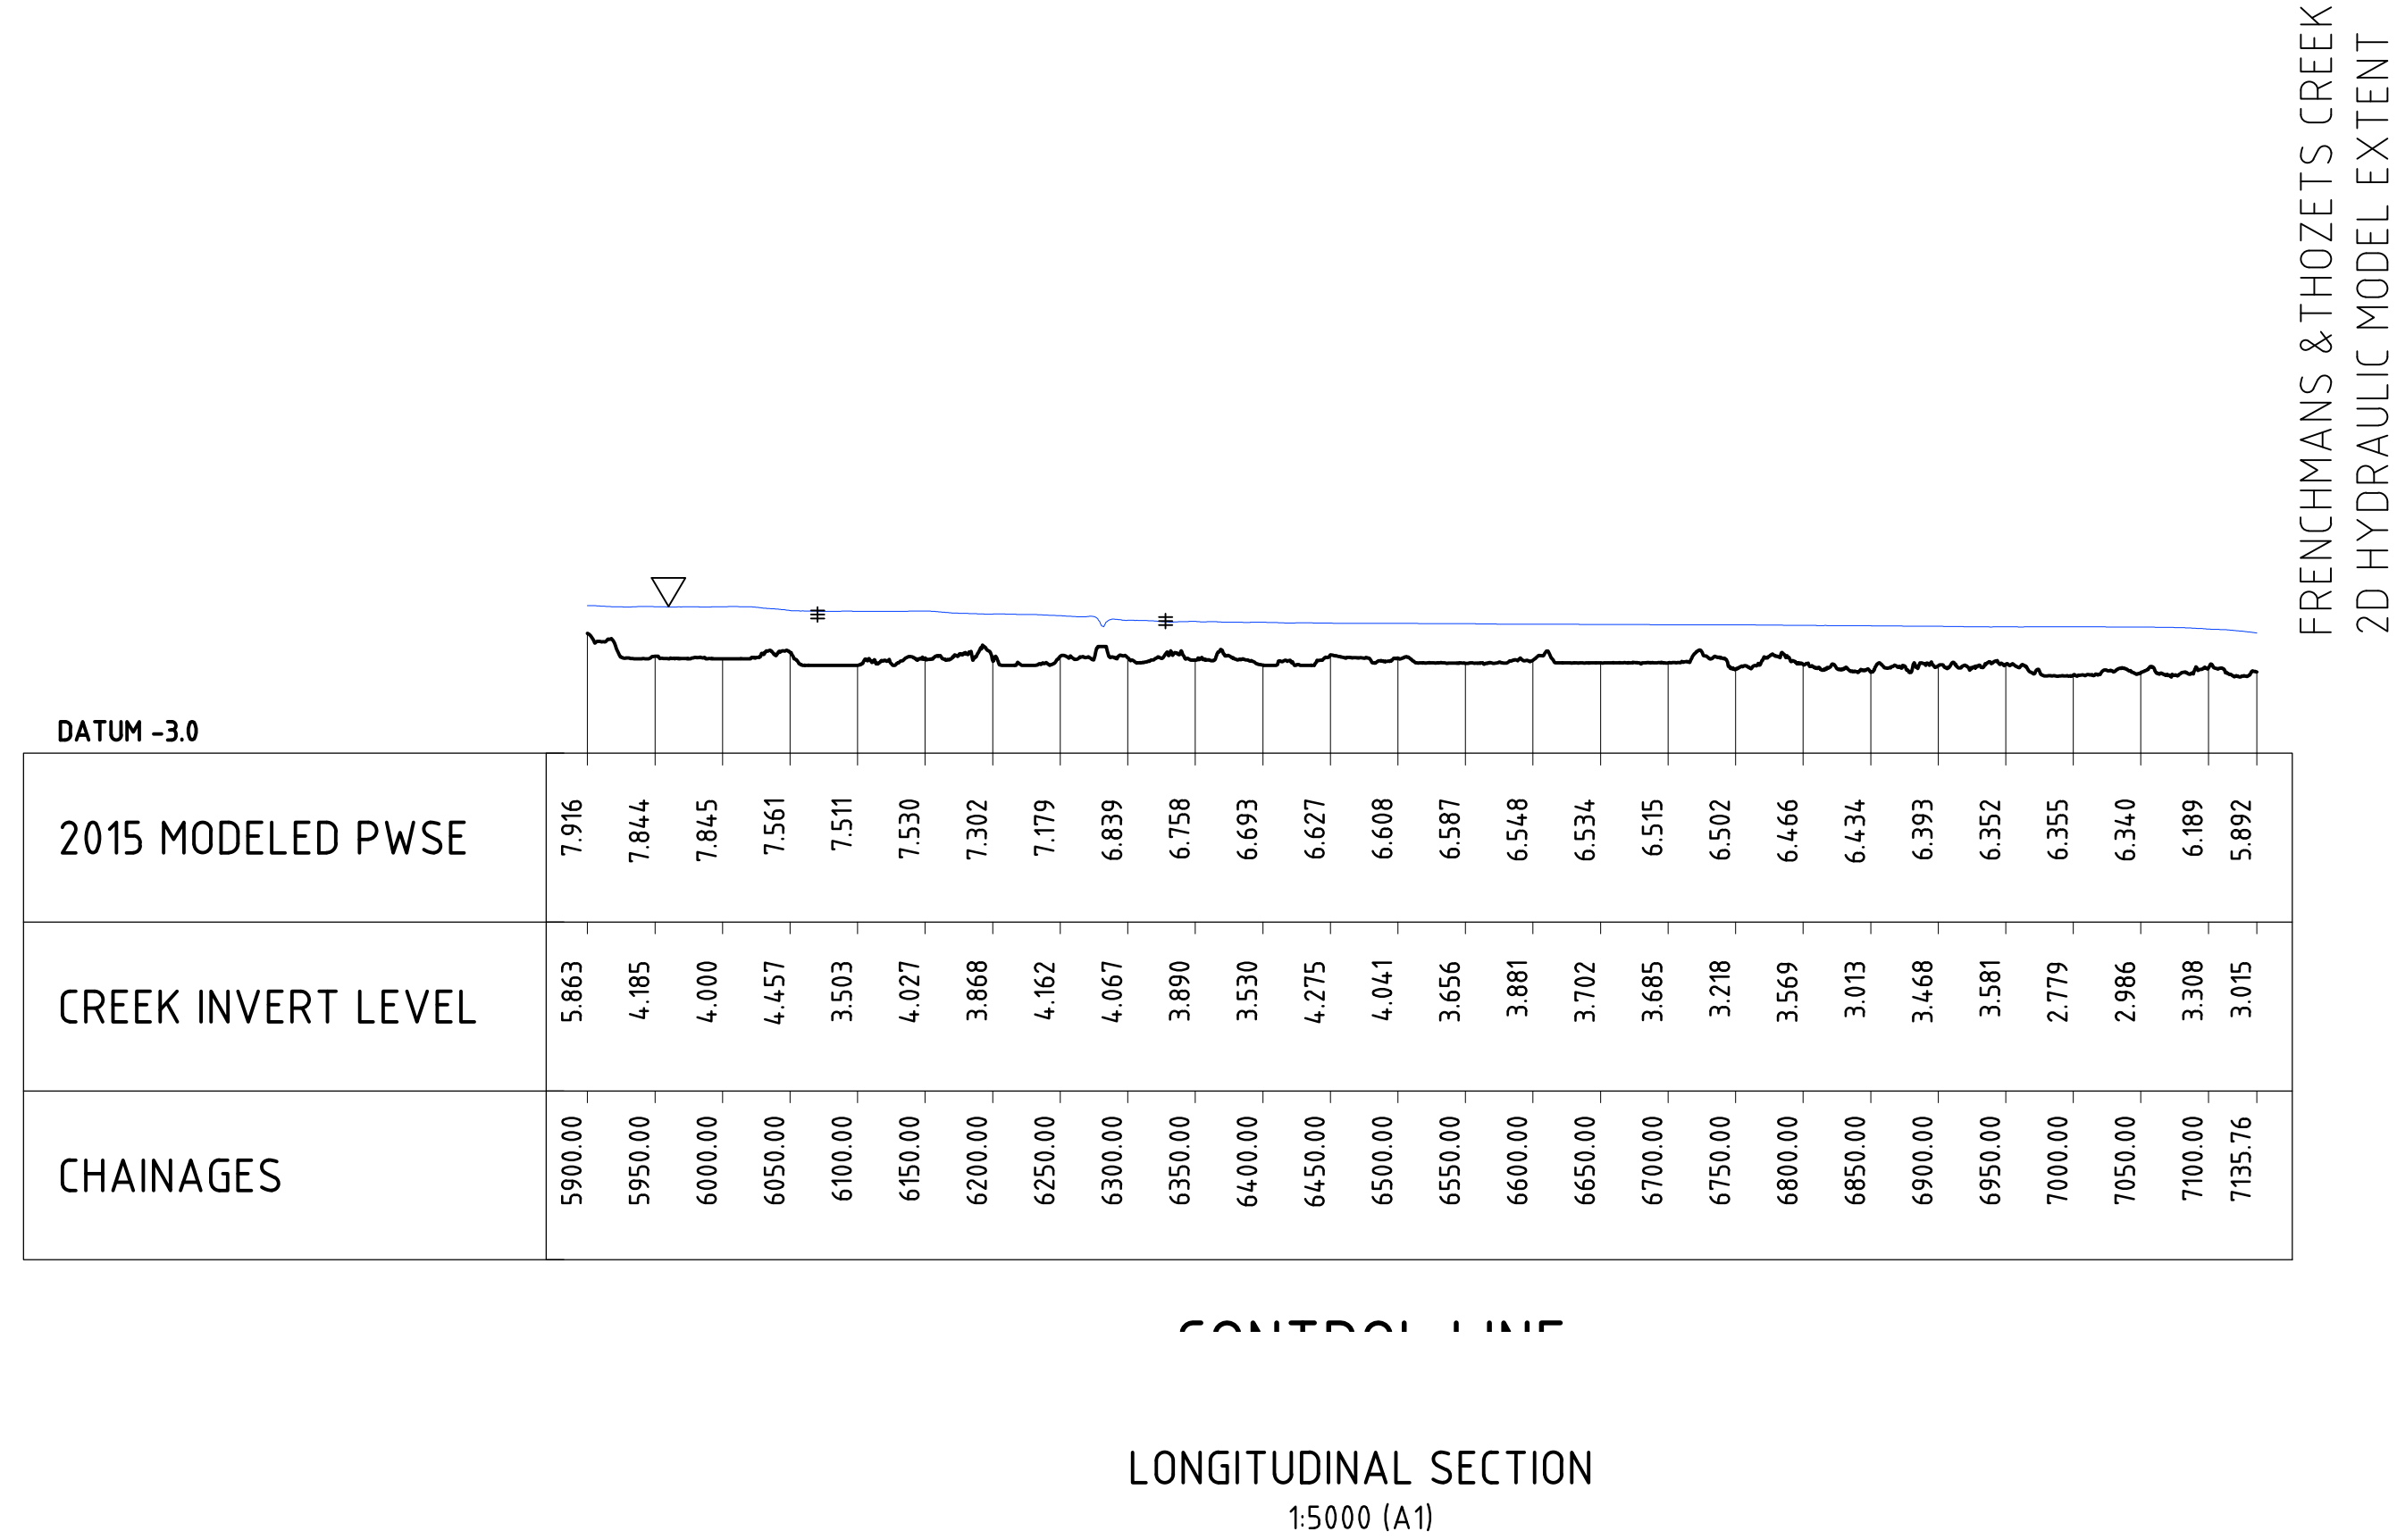 FRENCHMANS & THOZETS CREEK
2D HYDRAULIC MODEL EXTENT
DATUM -3.0
2015 MODELED PWSE
7.916 7.844 7.845 7.561 7.511 7.530 7.302 7.179 6.839 6.758 6.693 6.627 6.608 6.587 6.548 6.534 6.515 6.502 6.466 6.434 6.393 6.352 6.355 6.340 6.189 5.892
CREEK INVERT LEVEL
5.863 4.185 4.000 4.457 3.503 4.027 3.868 4.162 4.067 3.890 3.530 4.275 4.041 3.656 3.881 3.702 3.685 3.218 3.569 3.013 3.468 3.581 2.779 2.986 3.308 3.015
CHAINAGES
5900.00 5950.00 6000.00 6050.00 6100.00 6150.00 6200.00 6250.00 6300.00 6350.00 6400.00 6450.00 6500.00 6550.00 6600.00 6650.00 6700.00 6750.00 6800.00 6850.00 6900.00 6950.00 7000.00 7050.00 7100.00 7135.76
CONTROL LINE
LONGITUDINAL SECTION
1:5000 (A1)